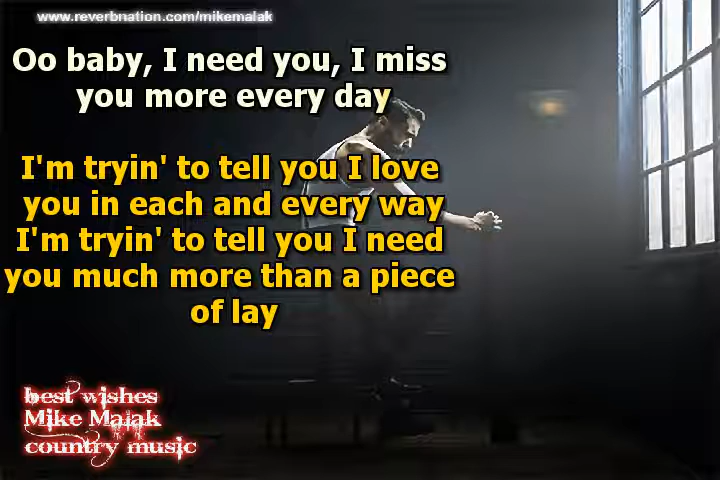 www.reverbnation.com/mikemalak
Oo baby, I need you, I miss
you more every day
I'm tryin' to tell you I love
you in each and every way
I'm tryin' to tell you I need
you much more than a piece
of lay
best wishes
Mike Malak
country music